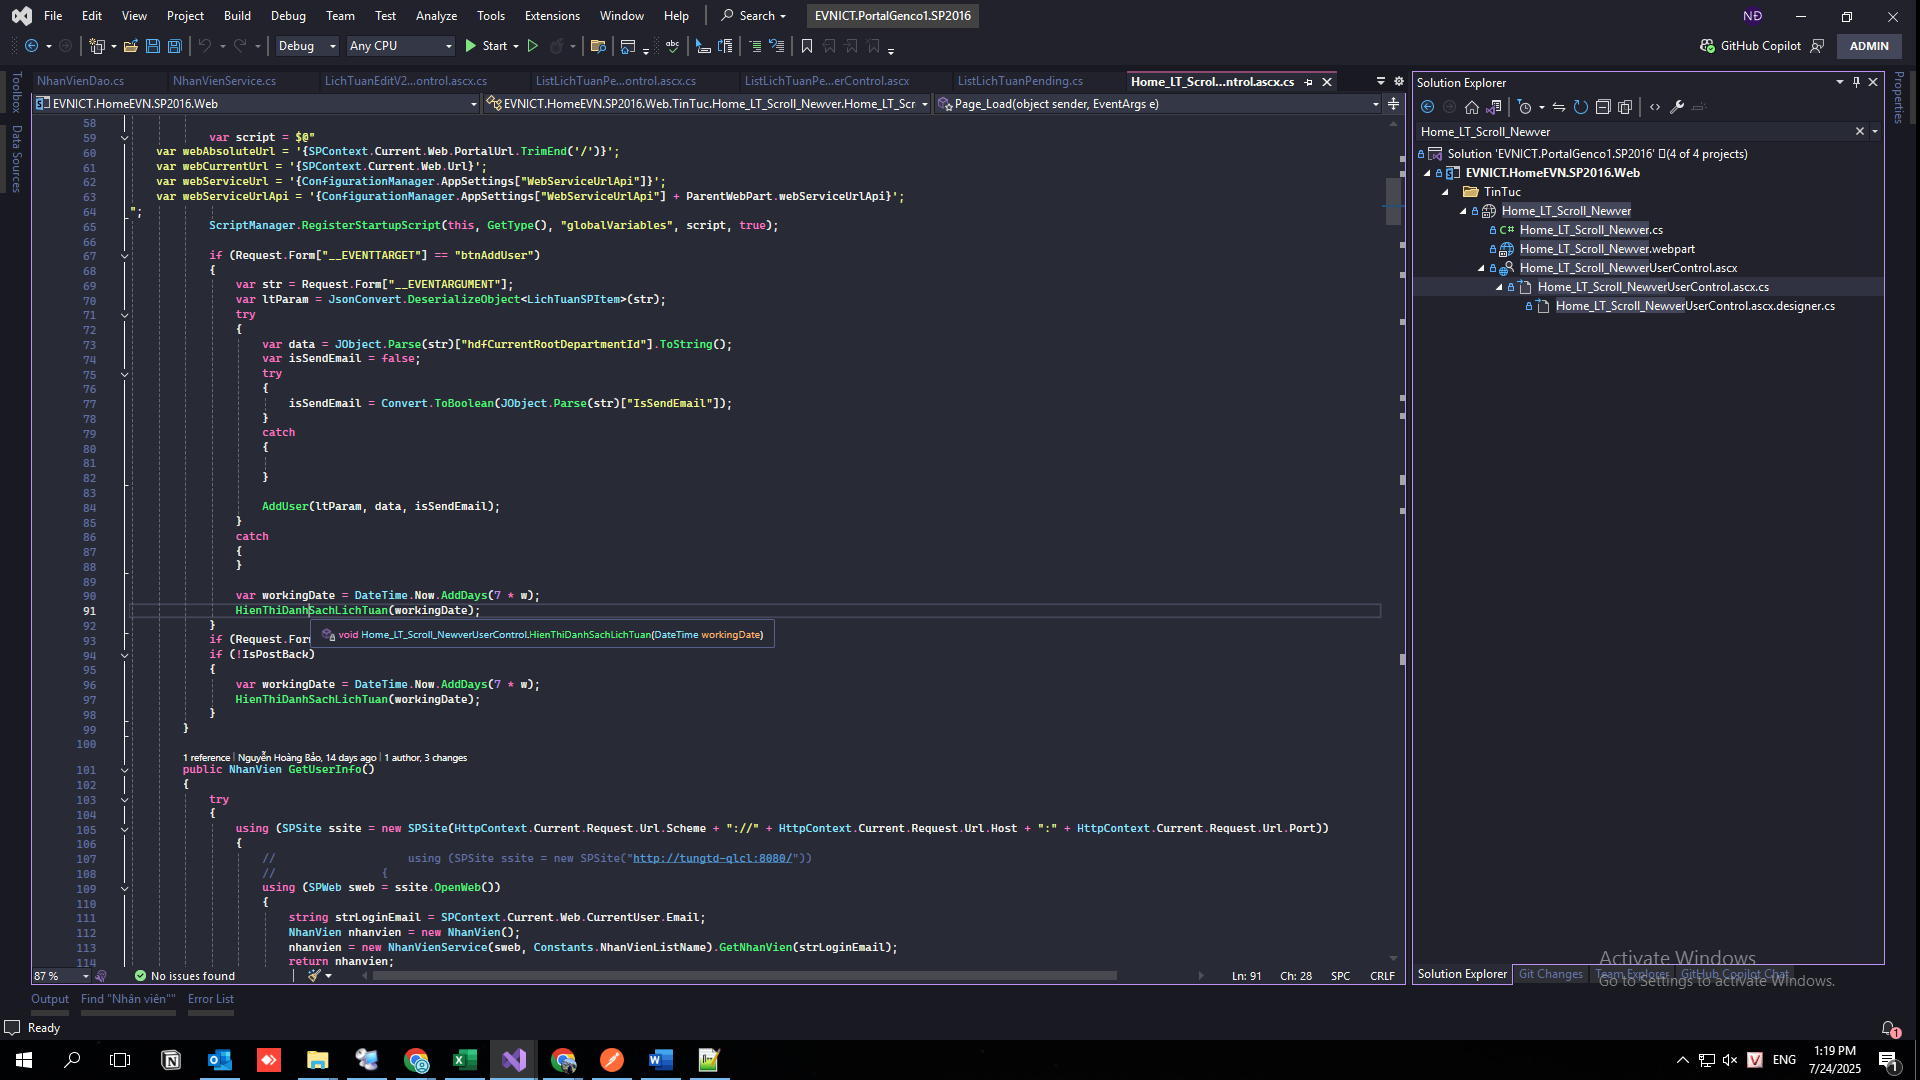 File Edit View Project Build Debug Team Test Analyze Tools Extensions Window Help Search EVNICT.PortalGenco1.SP2016 NĐ
Debug Any CPU Start GitHub Copilot ADMIN
NhanVienDao.cs NhanVienService.cs LichTuanEditV2...ontrol.ascx.cs ListLichTuanPe...ontrol.ascx.cs ListLichTuanPe...erControl.ascx ListLichTuanPending.cs Home_LT_Scrol...ntrol.ascx.cs
EVNICT.HomeEVN.SP2016.Web EVNICT.HomeEVN.SP2016.Web.TinTuc.Home_LT_Scroll_Newver.Home_LT_Scr Page_Load(object sender, EventArgs e)
Toolbox
Data Sources
58
59 var script = $@"
60 var webAbsoluteUrl = '{SPContext.Current.Web.PortalUrl.TrimEnd('/')}';
61 var webCurrentUrl = '{SPContext.Current.Web.Url}';
62 var webServiceUrl = '{ConfigurationManager.AppSettings["WebServiceUrlApi"]}';
63 var webServiceUrlApi = '{ConfigurationManager.AppSettings["WebServiceUrlApi"] + ParentWebPart.webServiceUrlApi}';
64 ";
65 ScriptManager.RegisterStartupScript(this, GetType(), "globalVariables", script, true);
66
67 if (Request.Form["__EVENTTARGET"] == "btnAddUser")
68 {
69 var str = Request.Form["__EVENTARGUMENT"];
70 var ltParam = JsonConvert.DeserializeObject<LichTuanSPItem>(str);
71 try
72 {
73 var data = JObject.Parse(str)["hdfCurrentRootDepartmentId"].ToString();
74 var isSendEmail = false;
75 try
76 {
77 isSendEmail = Convert.ToBoolean(JObject.Parse(str)["IsSendEmail"]);
78 }
79 catch
80 {
81
82 }
83
84 AddUser(ltParam, data, isSendEmail);
85 }
86 catch
87 {
88 }
89
90 var workingDate = DateTime.Now.AddDays(7 * w);
91 HienThiDanhSachLichTuan(workingDate);
92 }
void Home_LT_Scroll_NewverUserControl.HienThiDanhSachLichTuan(DateTime workingDate)
93 if (Request.For
94 if (!IsPostBack)
95 {
96 var workingDate = DateTime.Now.AddDays(7 * w);
97 HienThiDanhSachLichTuan(workingDate);
98 }
99 }
100
1 reference | Nguyễn Hoàng Bảo, 14 days ago | 1 author, 3 changes
101 public NhanVien GetUserInfo()
102 {
103 try
104 {
105 using (SPSite ssite = new SPSite(HttpContext.Current.Request.Url.Scheme + "://" + HttpContext.Current.Request.Url.Host + ":" + HttpContext.Current.Request.Url.Port))
106 {
107 // using (SPSite ssite = new SPSite("http://tungtd-qlcl:8080/"))
108 // {
109 using (SPWeb sweb = ssite.OpenWeb())
110 {
111 string strLoginEmail = SPContext.Current.Web.CurrentUser.Email;
112 NhanVien nhanvien = new NhanVien();
113 nhanvien = new NhanVienService(sweb, Constants.NhanVienListName).GetNhanVien(strLoginEmail);
114 return nhanvien;
87 % No issues found Ln: 91 Ch: 28 SPC CRLF
Output Find "Nhân viên"" Error List
Ready
Solution Explorer
Home_LT_Scroll_Newver
Solution 'EVNICT.PortalGenco1.SP2016' (4 of 4 projects)
EVNICT.HomeEVN.SP2016.Web
TinTuc
Home_LT_Scroll_Newver
C# Home_LT_Scroll_Newver.cs
Home_LT_Scroll_Newver.webpart
Home_LT_Scroll_NewverUserControl.ascx
Home_LT_Scroll_NewverUserControl.ascx.cs
Home_LT_Scroll_NewverUserControl.ascx.designer.cs
Properties
Solution Explorer Git Changes Team Explorer GitHub Copilot Chat
Activate Windows
Go to Settings to activate Windows.
ENG 1:19 PM
7/24/2025